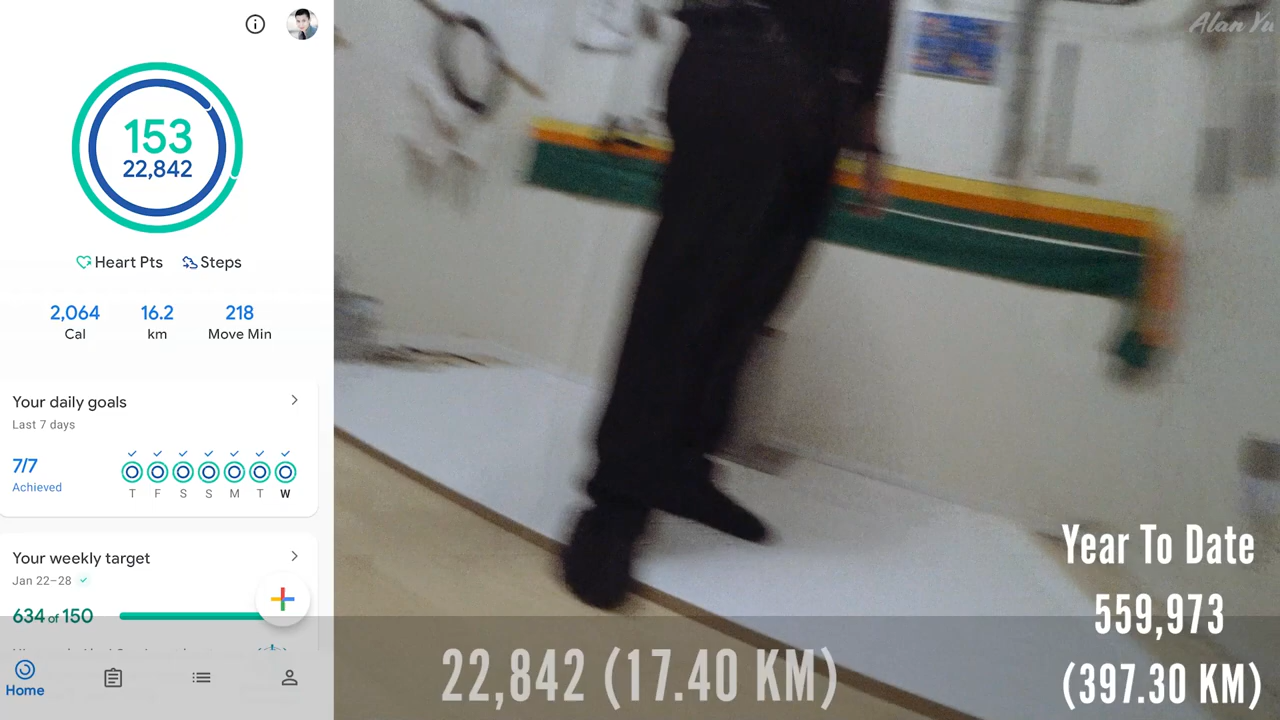 153
22,842
Heart Pts
Steps
2,064
16.2
218
Cal
km
Move Min
Your daily goals
Last 7 days
7/7
Achieved
T F S S M T W
Your weekly target
Jan 22–28
634 of 150
Home
Alan Yu
22,842 (17.40 KM)
Year To Date
559,973
(397.30 KM)